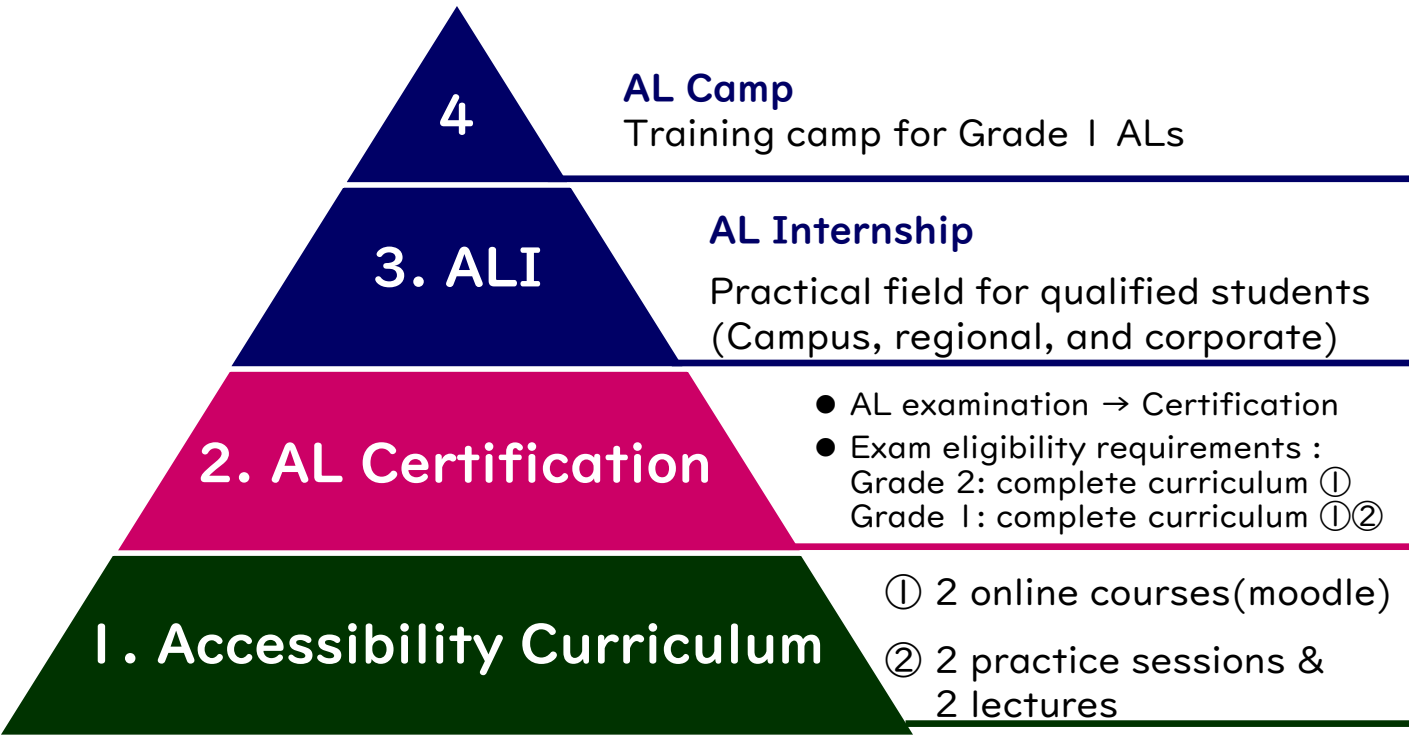 4
AL Camp
Training camp for Grade 1 ALs
3. ALI
AL Internship
Practical field for qualified students
(Campus, regional, and corporate)
2. AL Certification
● AL examination → Certification
● Exam eligibility requirements :
Grade 2: complete curriculum ①
Grade 1: complete curriculum ①②
1. Accessibility Curriculum
① 2 online courses(moodle)
② 2 practice sessions &
2 lectures